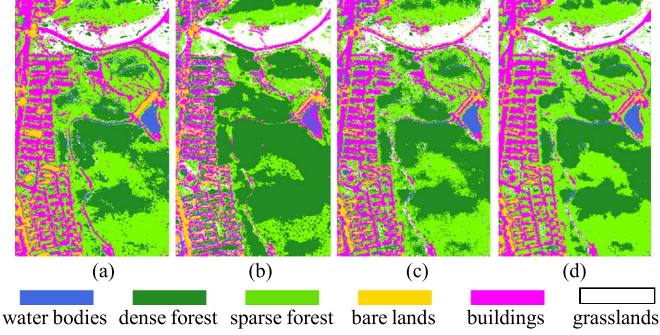 (a) (b) (c) (d)
water bodies dense forest sparse forest bare lands buildings grasslands